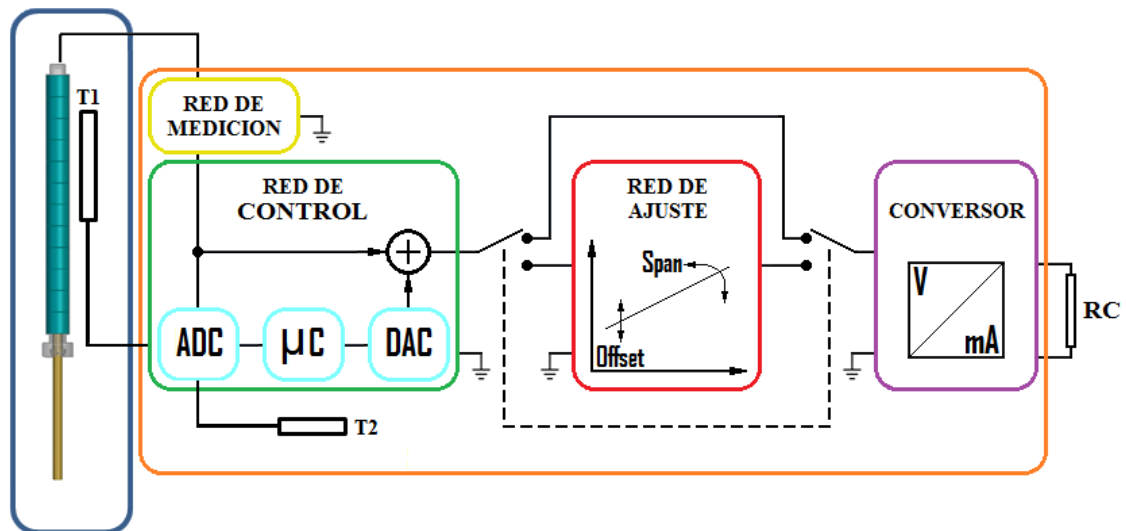 T1
RED DE
MEDICION
RED DE
CONTROL
ADC
μC
DAC
T2
RED DE
AJUSTE
Span
Offset
CONVERSOR
V
mA
RC